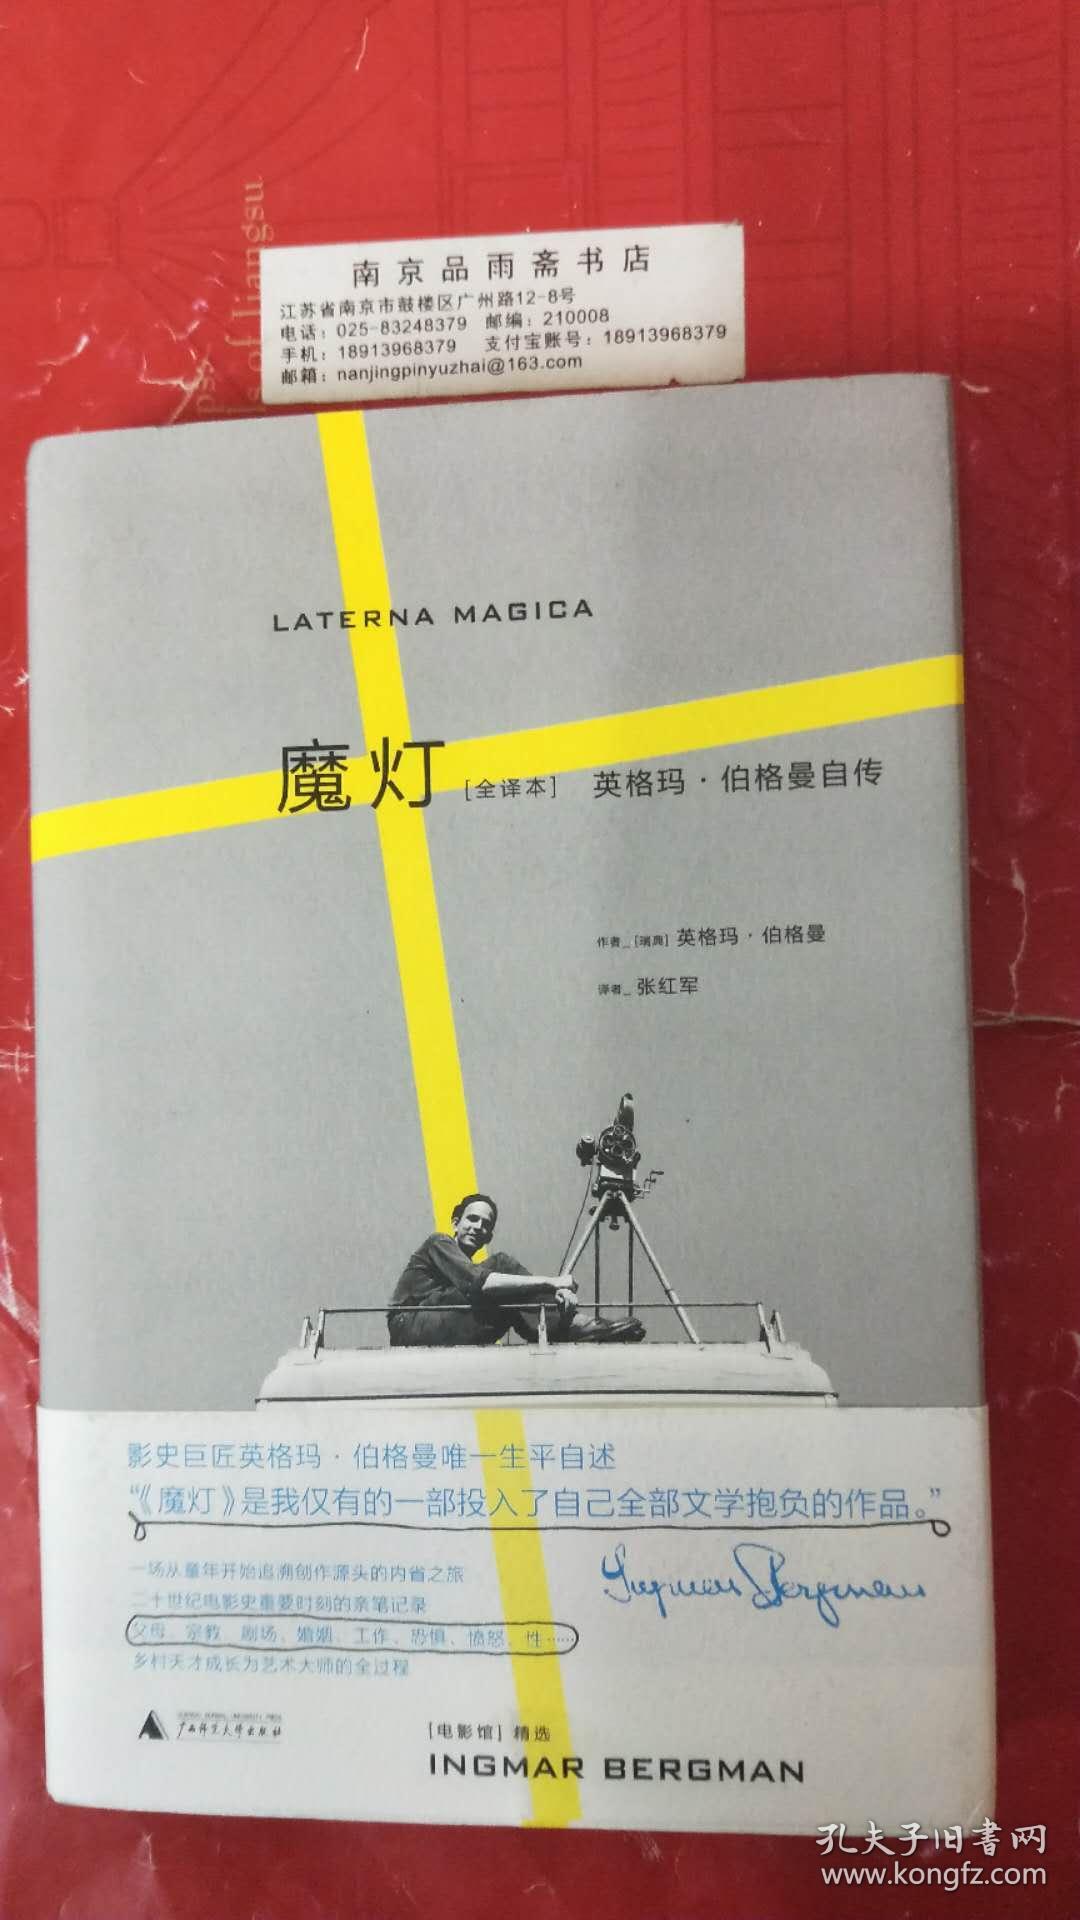 of Jiangsu
南京品雨斋书店
江苏省南京市鼓楼区广州路12-8号
电话：025-83248379 邮编：210008
手机：18913968379 支付宝账号：18913968379
邮箱：nanjingpinyuzhai@163.com
LATERNA MAGICA
魔灯 [全译本] 英格玛·伯格曼自传
作者_[瑞典] 英格玛·伯格曼
译者_ 张红军
影史巨匠英格玛·伯格曼唯一生平自述
“《魔灯》是我仅有的一部投入了自己全部文学抱负的作品。”
一场从童年开始追溯创作源头的内省之旅
二十世纪电影史重要时刻的亲笔记录
父母、宗教、剧场、婚姻、工作、恐惧、愤怒、性……
乡村天才成长为艺术大师的全过程
Ingmar Bergman
广西师范大学出版社
[电影馆] 精选
INGMAR BERGMAN
孔夫子旧书网
www.kongfz.com